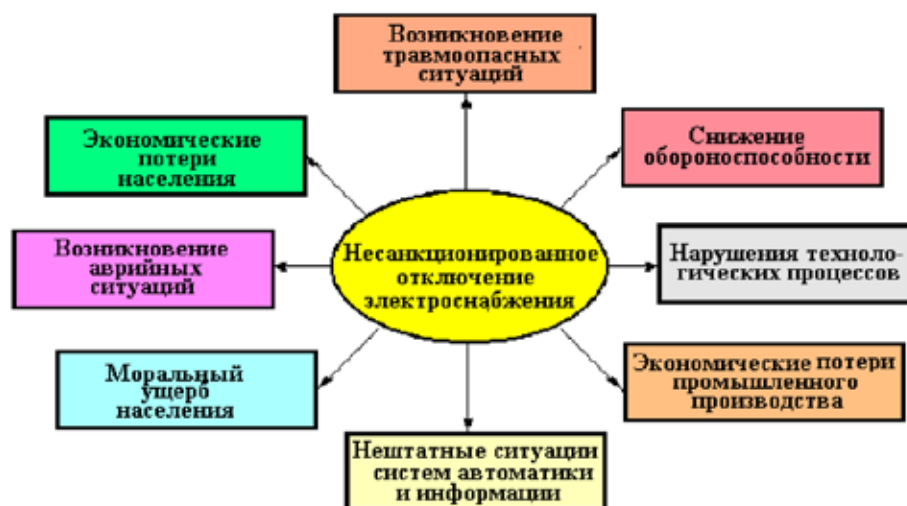 Возникновение
травмоопасных
ситуаций
Экономические
потери
населения
Снижение
обороноспособности
Возникновение
аврийных
ситуаций
Несанкционированное
отключение
электроснабжения
Нарушения техноло-
гических процессов
Моральный
ущерб
населения
Экономические потери
промышленного
производства
Нештатные ситуации
систем автоматики
и информации